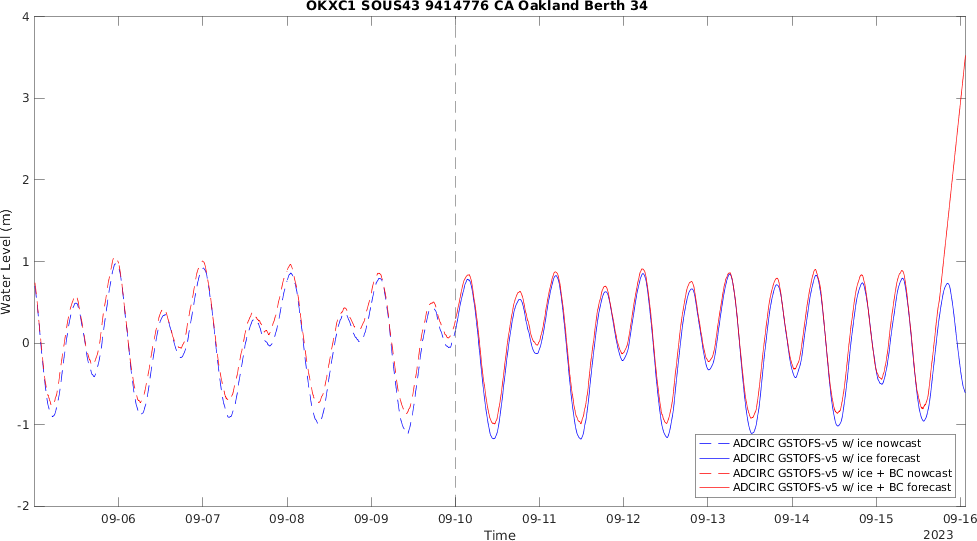 OKXC1 SOUS43 9414776 CA Oakland Berth 34
4
3
2
1
0
-1
-2
Water Level (m)
09-06
09-07
09-08
09-09
09-10
09-11
09-12
09-13
09-14
09-15
09-16
Time
2023
ADCIRC GSTOFS-v5 w/ ice nowcast
ADCIRC GSTOFS-v5 w/ ice forecast
ADCIRC GSTOFS-v5 w/ ice + BC nowcast
ADCIRC GSTOFS-v5 w/ ice + BC forecast